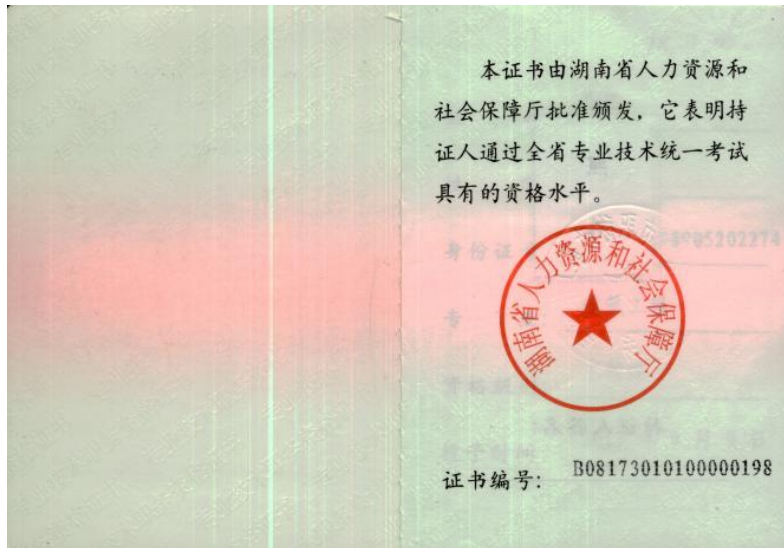 本证书由湖南省人力资源和
社会保障厅批准颁发，它表明持
证人通过全省专业技术统一考试
具有的资格水平。
身份证
湖南省人力资源和社会保障厅
证书编号：B08173010100000198